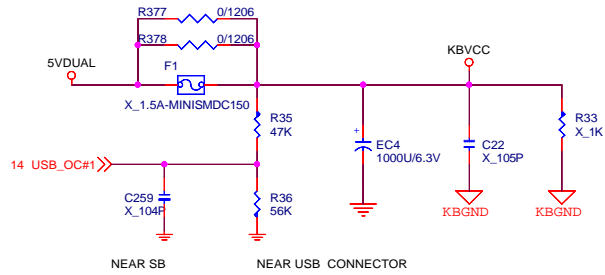 R377 0/1206
R378 0/1206
5VDUAL F1 KBVCC
X_1.5A-MINISMDC150
R35
47K
R33
X_1K
EC4
1000U/6.3V
C22
X_105P
14 USB_OC#1
C259
X_104P
R36
56K
KBGND KBGND
NEAR SB NEAR USB CONNECTOR